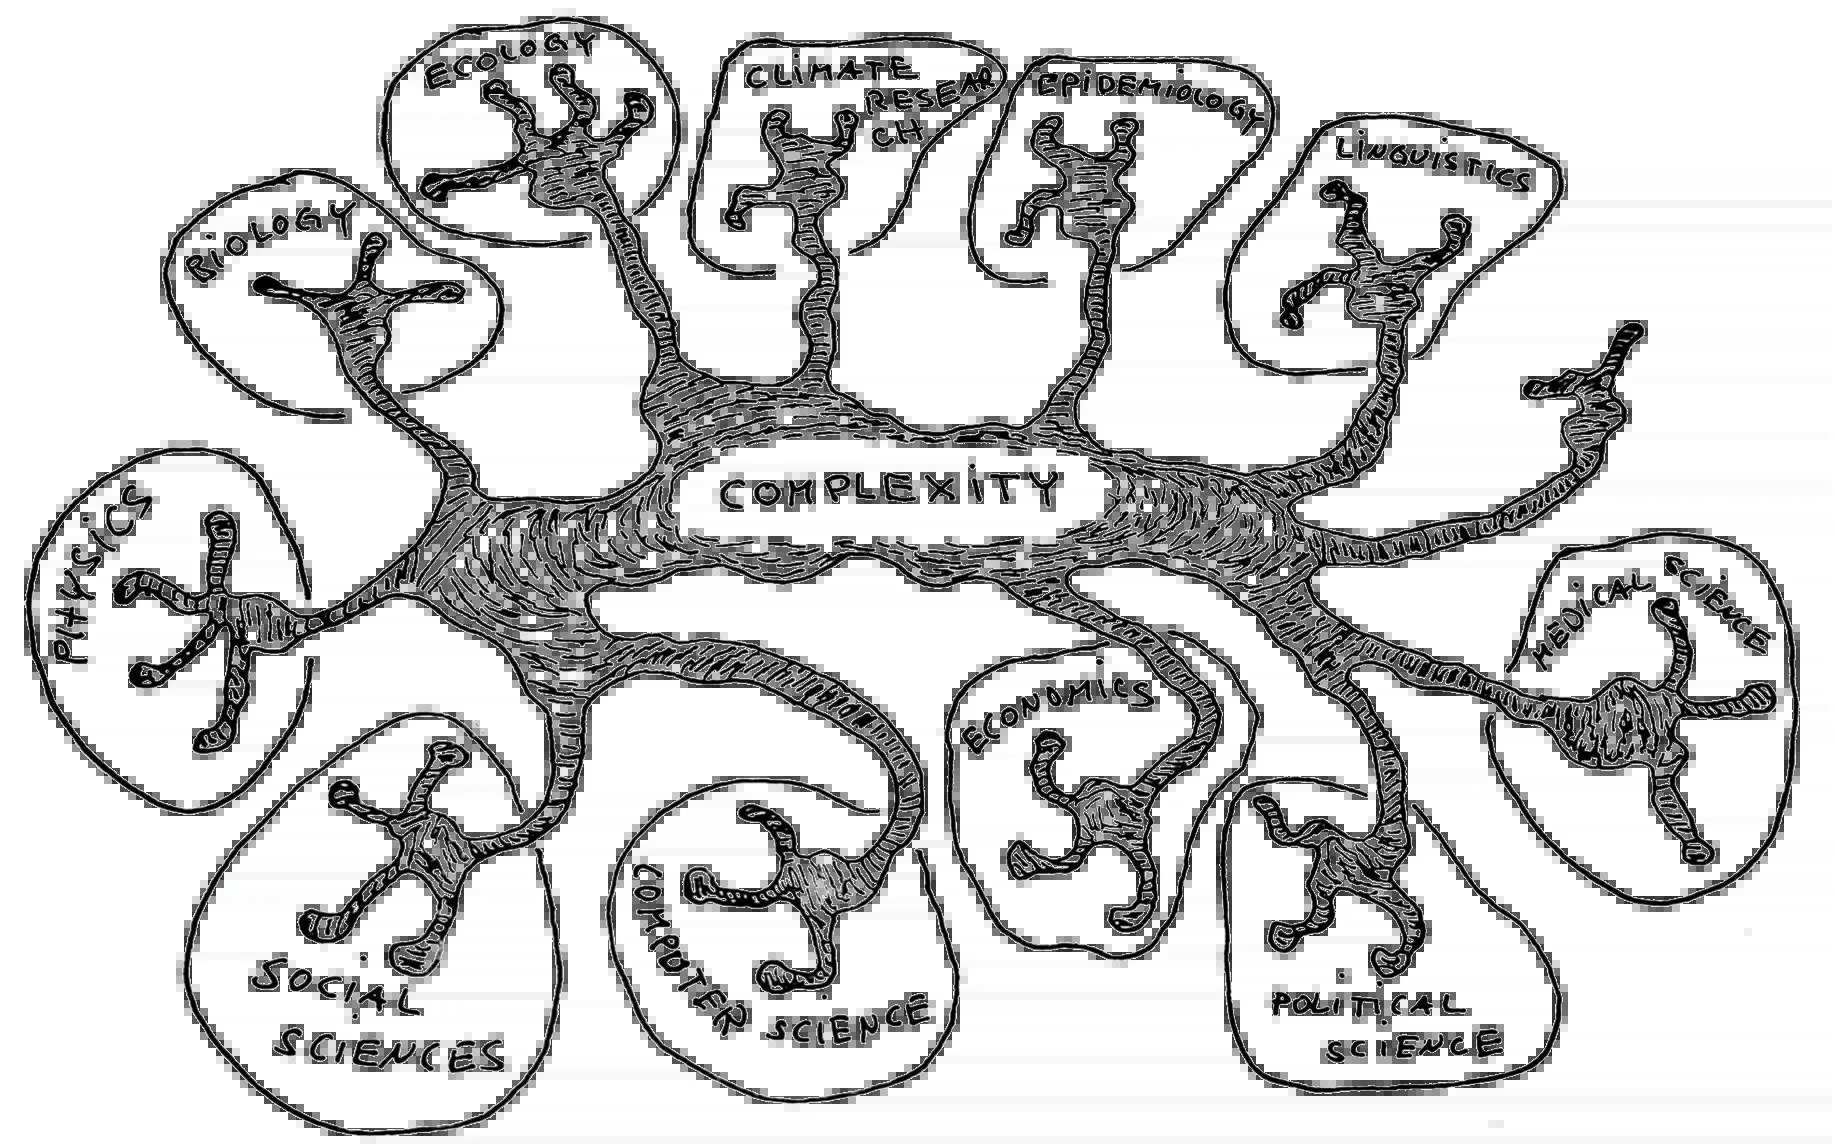 ECOLOGY
CLIMATE
RESEAR
CH
EPIDEMIOLOGY
LINGUISTICS
BIOLOGY
COMPLEXITY
PHYSICS
MEDICAL SCIENCE
ECONOMICS
SOCIAL
SCIENCES
COMPUTER SCIENCE
POLITICAL
SCIENCE